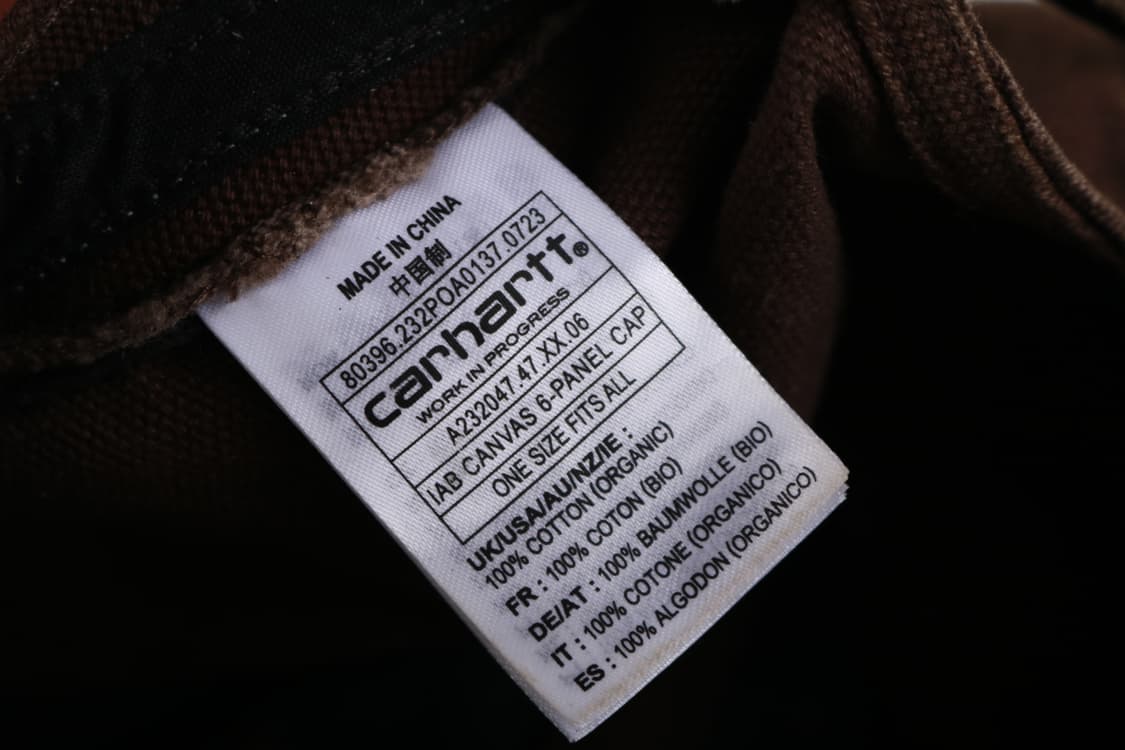 MADE IN CHINA
中国制
80396.232POA0137.0723
carhartt®
WORK IN PROGRESS
A232047.47.XX.06
IAB CANVAS 6-PANEL CAP
ONE SIZE FITS ALL
UK/USA/AU/NZ/IE :
100% COTTON (ORGANIC)
FR : 100% COTON (BIO)
DE/AT : 100% BAUMWOLLE (BIO)
IT : 100% COTONE (ORGANICO)
ES : 100% ALGODON (ORGANICO)